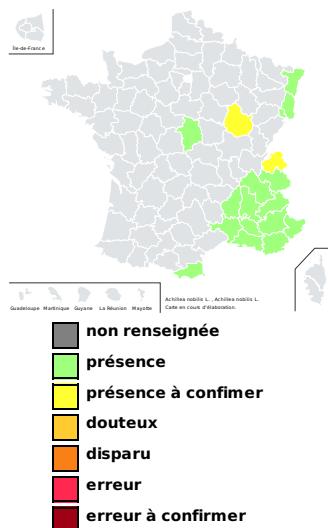 Île-de-France
Guadeloupe Martinique Guyane La Réunion Mayotte
Achillea nobilis L. , Achillea nobilis L.
Carte en cours d'élaboration.
non renseignée
présence
présence à confimer
douteux
disparu
erreur
erreur à confirmer